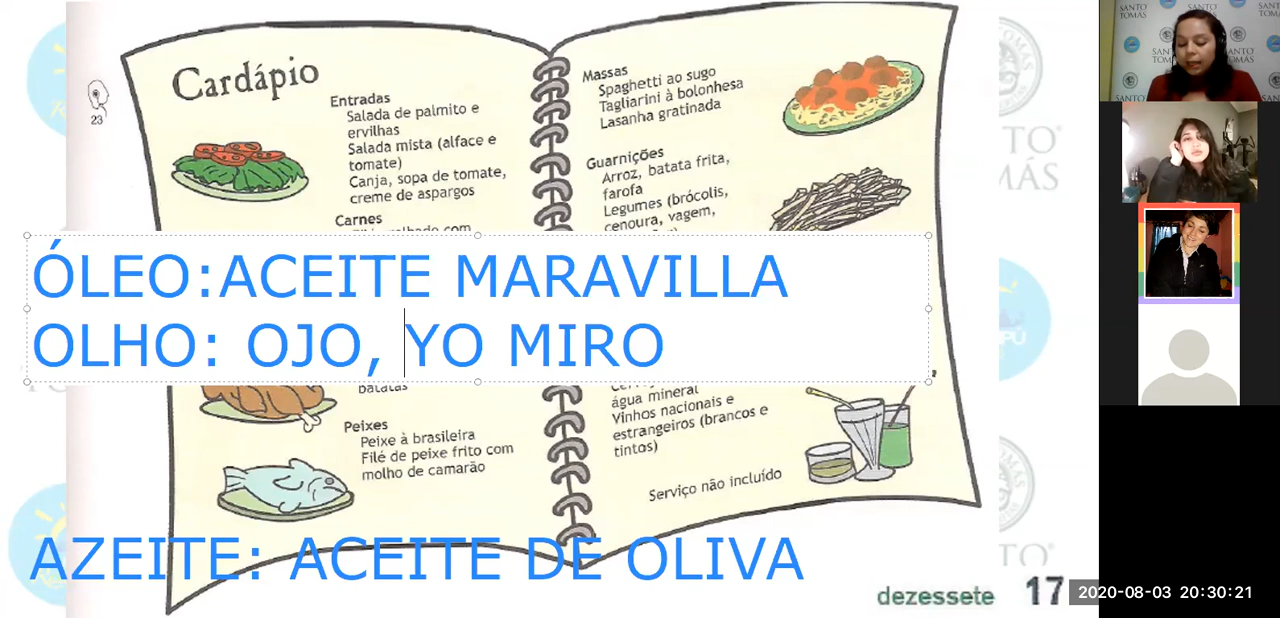 Cardápio
23
Entradas
Salada de palmito e
ervilhas
Salada mista (alface e
tomate)
Canja, sopa de tomate,
creme de aspargos
Carnes
Massas
Spaghetti ao sugo
Tagliarini à bolonhesa
Lasanha gratinada
Guarnições
Arroz, batata frita,
farofa
Legumes (brócolis,
cenoura, vagem,
ÓLEO:ACEITE MARAVILLA
OLHO: OJO, YO MIRO
batatas
Peixes
Peixe à brasileira
Filé de peixe frito com
molho de camarão
água mineral
Vinhos nacionais e
estrangeiros (brancos e
tintos)
Serviço não incluído
AZEITE: ACEITE DE OLIVA
dezessete 17
2020-08-03 20:30:21
SANTO
TOMÁS